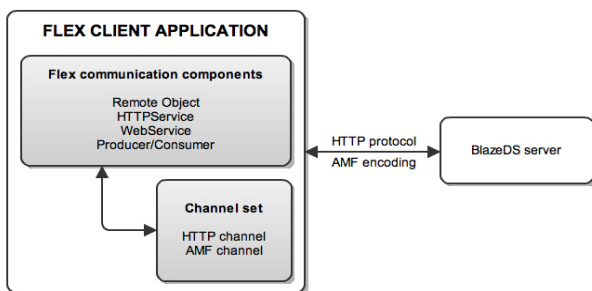 FLEX CLIENT APPLICATION
Flex communication components
Remote Object
HTTPService
WebService
Producer/Consumer
Channel set
HTTP channel
AMF channel
HTTP protocol
AMF encoding
BlazeDS server